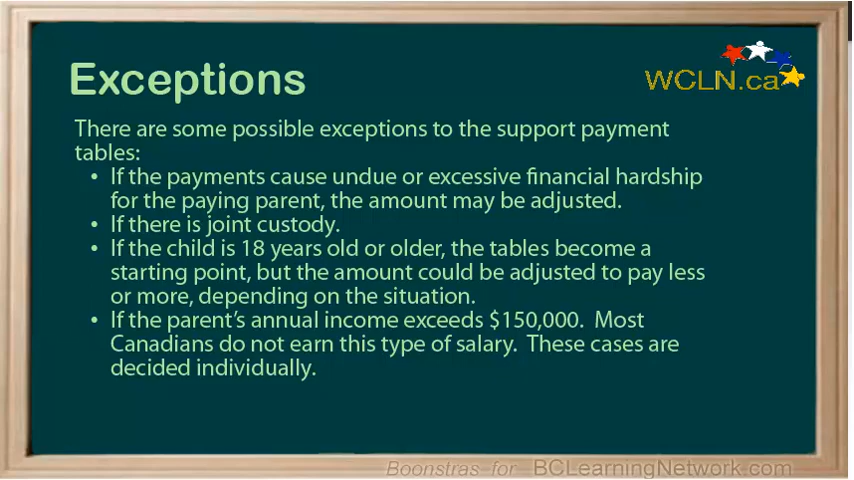 Exceptions
WCLN.ca
There are some possible exceptions to the support payment
tables:
• If the payments cause undue or excessive financial hardship
for the paying parent, the amount may be adjusted.
• If there is joint custody.
• If the child is 18 years old or older, the tables become a
starting point, but the amount could be adjusted to pay less
or more, depending on the situation.
• If the parent's annual income exceeds $150,000.  Most
Canadians do not earn this type of salary.  These cases are
decided individually.
Boonstras for BCLearningNetwork.com